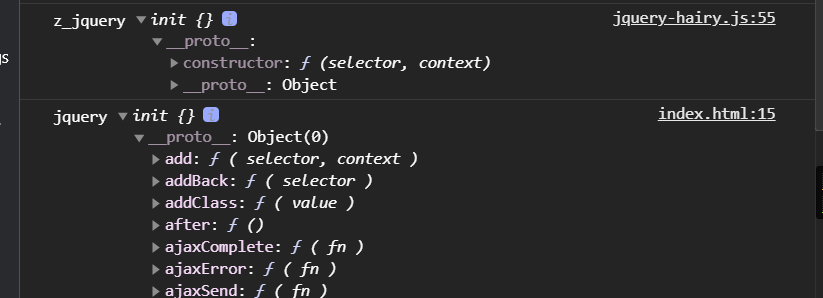 z_jquery ▼init {} i jquery-hairy.js:55
▼__proto__:
▶constructor: ƒ (selector, context)
▶__proto__: Object
jquery ▼init {} i index.html:15
▼__proto__: Object(0)
▶add: ƒ ( selector, context )
▶addBack: ƒ ( selector )
▶addClass: ƒ ( value )
▶after: ƒ ()
▶ajaxComplete: ƒ ( fn )
▶ajaxError: ƒ ( fn )
▶ajaxSend: ƒ ( fn )